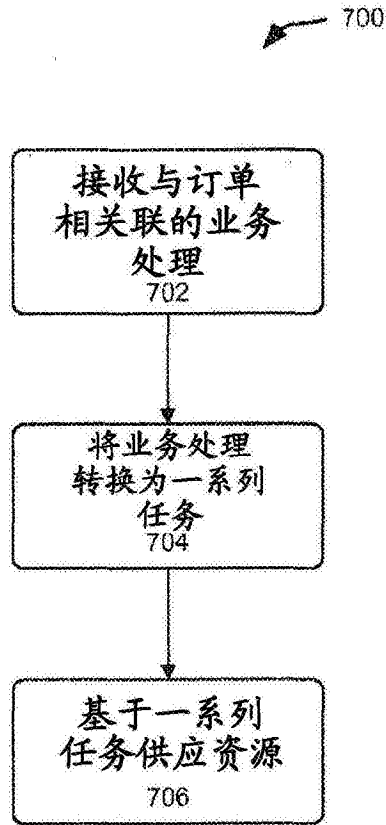 700
接收与订单
相关联的业务
处理
702
将业务处理
转换为一系列
任务
704
基于一系列
任务供应资源
706